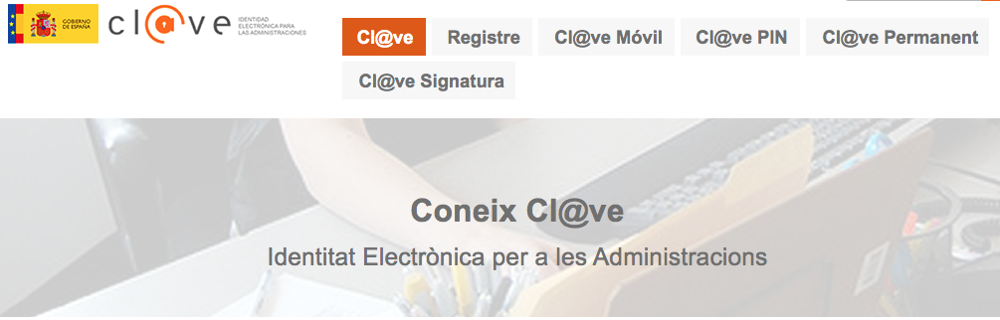 GOBIERNO
DE ESPAÑA
cl@ve
IDENTIDAD
ELECTRÓNICA PARA
LAS ADMINISTRACIONES
Cl@ve Registre Cl@ve Móvil Cl@ve PIN Cl@ve Permanent
Cl@ve Signatura
Coneix Cl@ve
Identitat Electrònica per a les Administracions